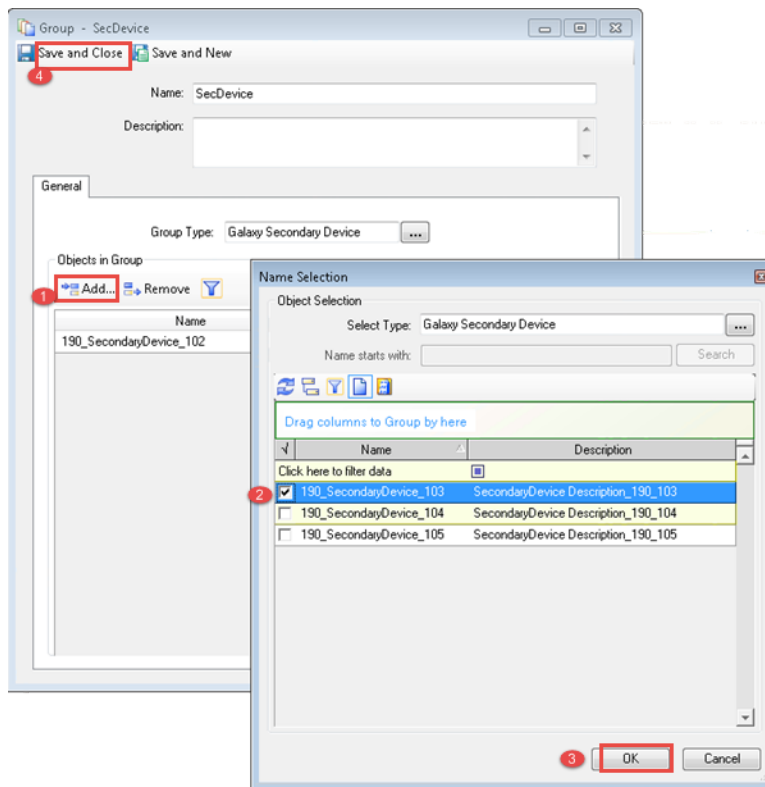 Group - SecDevice
Save and Close Save and New
4
Name: SecDevice
Description:
General
Group Type: Galaxy Secondary Device ...
Objects in Group
1 Add... Remove
Name
190_SecondaryDevice_102
Name Selection
Object Selection
Select Type: Galaxy Secondary Device ...
Name starts with: Search
Drag columns to Group by here
√ Name Description
Click here to filter data
2 190_SecondaryDevice_103 SecondaryDevice Description_190_103
190_SecondaryDevice_104 SecondaryDevice Description_190_104
190_SecondaryDevice_105 SecondaryDevice Description_190_105
3 OK Cancel